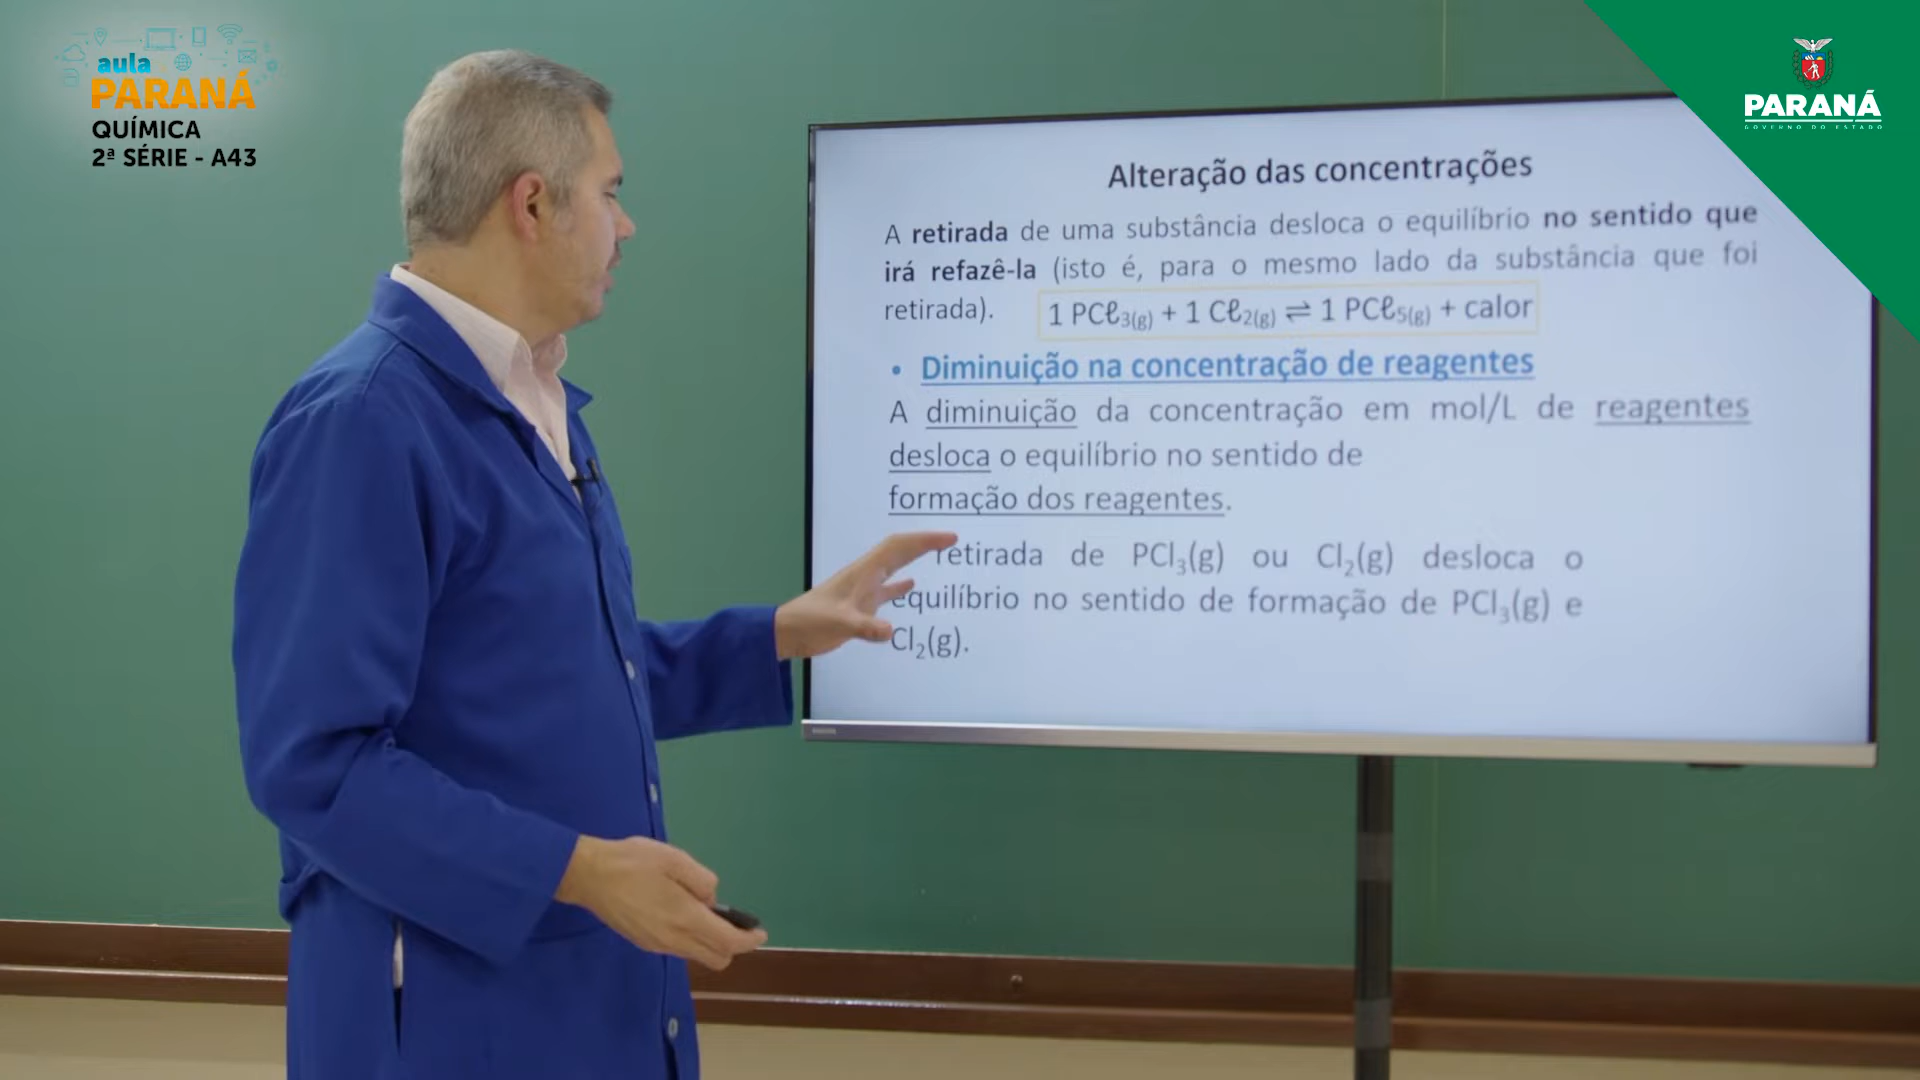 aula
PARANÁ
QUÍMICA
2ª SÉRIE - A43
PARANÁ
GOVERNO DO ESTADO
Alteração das concentrações
A retirada de uma substância desloca o equilíbrio no sentido que
irá refazê-la (isto é, para o mesmo lado da substância que foi
retirada).
1 PCℓ₃(g) + 1 Cℓ₂(g) ⇌ 1 PCℓ₅(g) + calor
• Diminuição na concentração de reagentes
A diminuição da concentração em mol/L de reagentes
desloca o equilíbrio no sentido de
formação dos reagentes.
retirada de PCl₃(g) ou Cl₂(g) desloca o
equilíbrio no sentido de formação de PCl₃(g) e
Cl₂(g).